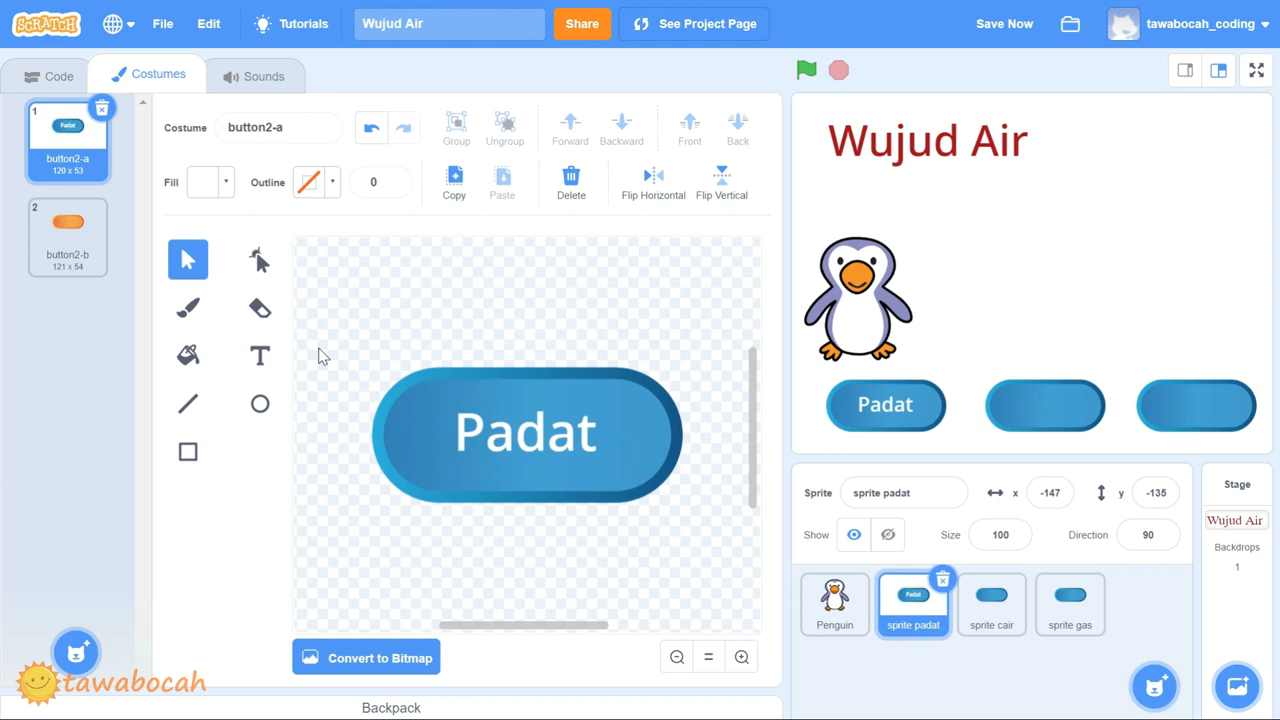 SCRATCH File Edit Tutorials Wujud Air Share See Project Page Save Now tawabocah_coding
Code Costumes Sounds
1
Padat
button2-a
120 x 53
2
button2-b
121 x 54
Costume button2-a Group Ungroup Forward Backward Front Back
Fill Outline 0 Copy Paste Delete Flip Horizontal Flip Vertical
Padat
Convert to Bitmap
tawabocah
Backpack
Wujud Air
Padat
Sprite sprite padat x -147 y -135
Show Size 100 Direction 90
Penguin
Padat
sprite padat
sprite cair
sprite gas
Stage
Wujud Air
Backdrops
1